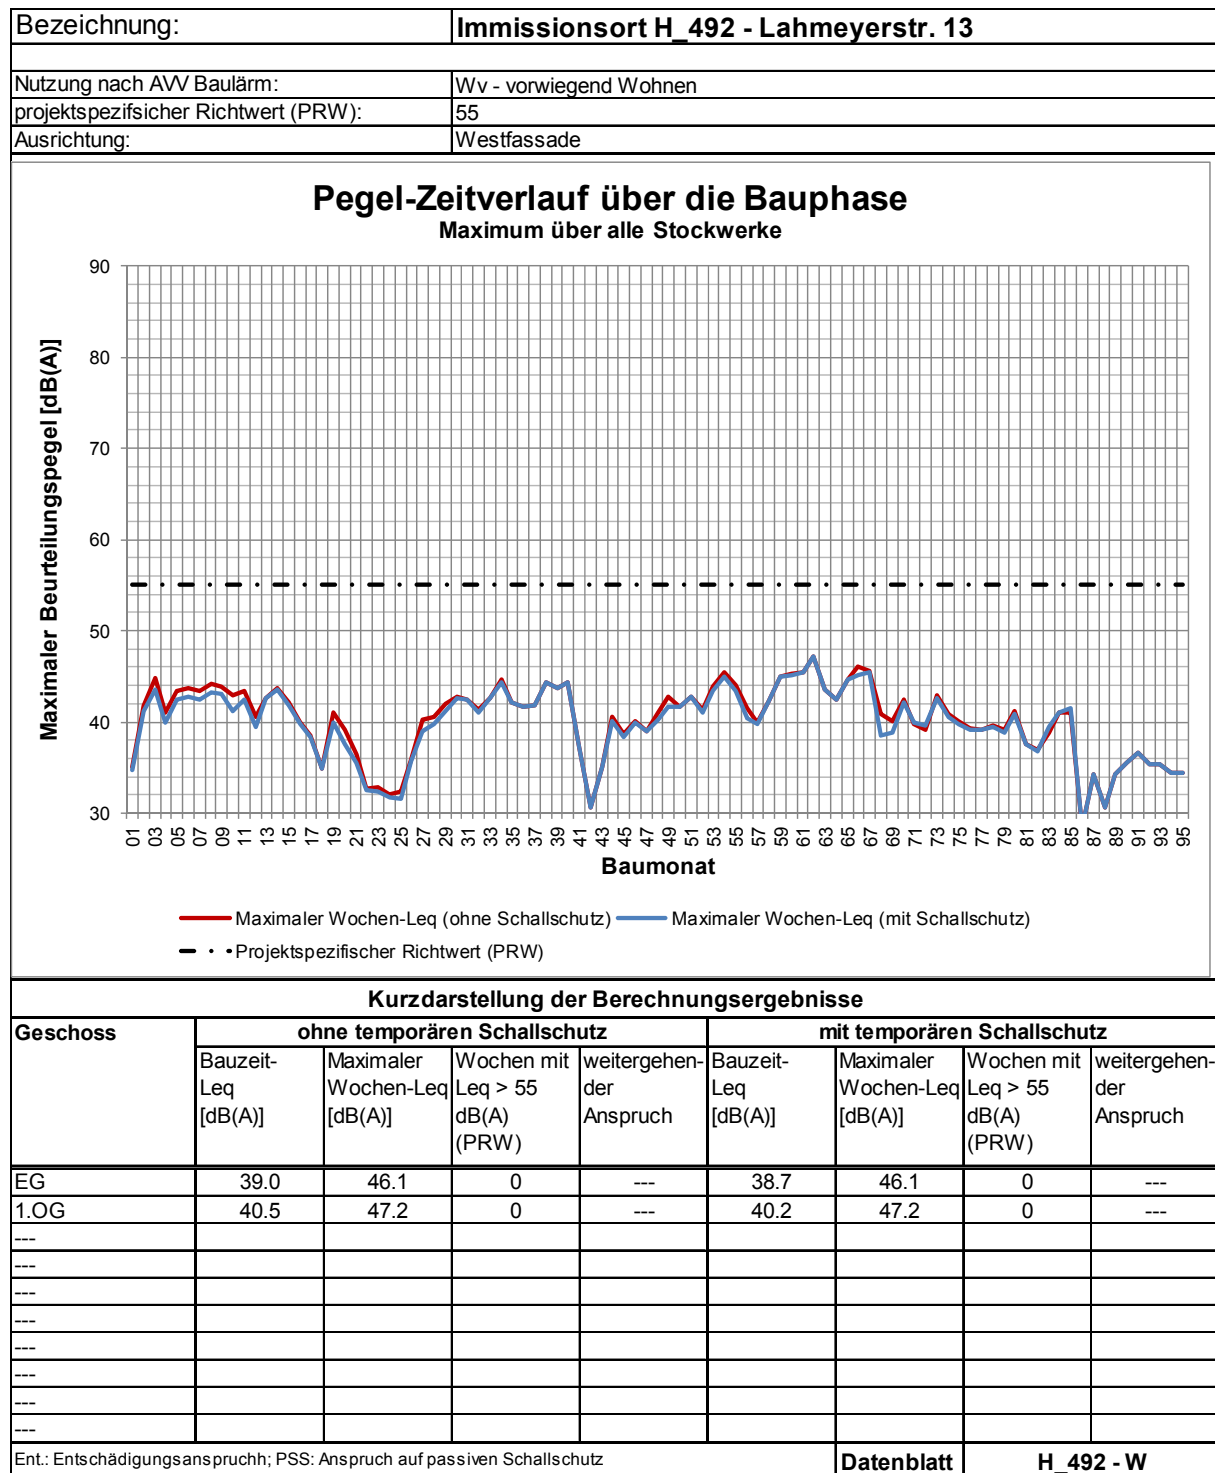 Bezeichnung: Immissionsort H_492 - Lahmeyerstr. 13
Nutzung nach AVV Baulärm: Wv - vorwiegend Wohnen
projektspezifsicher Richtwert (PRW): 55
Ausrichtung: Westfassade
Pegel-Zeitverlauf über die Bauphase
Maximum über alle Stockwerke
Maximaler Beurteilungspegel [dB(A)]
90
80
70
60
50
40
30
01 03 05 07 09 11 13 15 17 19 21 23 25 27 29 31 33 35 37 39 41 43 45 47 49 51 53 55 57 59 61 63 65 67 69 71 73 75 77 79 81 83 85 87 89 91 93 95
Baumonat
Maximaler Wochen-Leq (ohne Schallschutz) Maximaler Wochen-Leq (mit Schallschutz)
Projektspezifischer Richtwert (PRW)
Kurzdarstellung der Berechnungsergebnisse
Geschoss ohne temporären Schallschutz mit temporären Schallschutz
Bauzeit- Maximaler Wochen mit weitergehen- Bauzeit- Maximaler Wochen mit weitergehen-
Leq Wochen-Leq Leq > 55 der Leq Wochen-Leq Leq > 55 der
[dB(A)] [dB(A)] dB(A) Anspruch [dB(A)] [dB(A)] dB(A) Anspruch
(PRW) (PRW)
EG 39.0 46.1 0 --- 38.7 46.1 0 ---
1.OG 40.5 47.2 0 --- 40.2 47.2 0 ---
---
---
---
---
---
---
---
---
Ent.: Entschädigungsanspruchh; PSS: Anspruch auf passiven Schallschutz Datenblatt H_492 - W